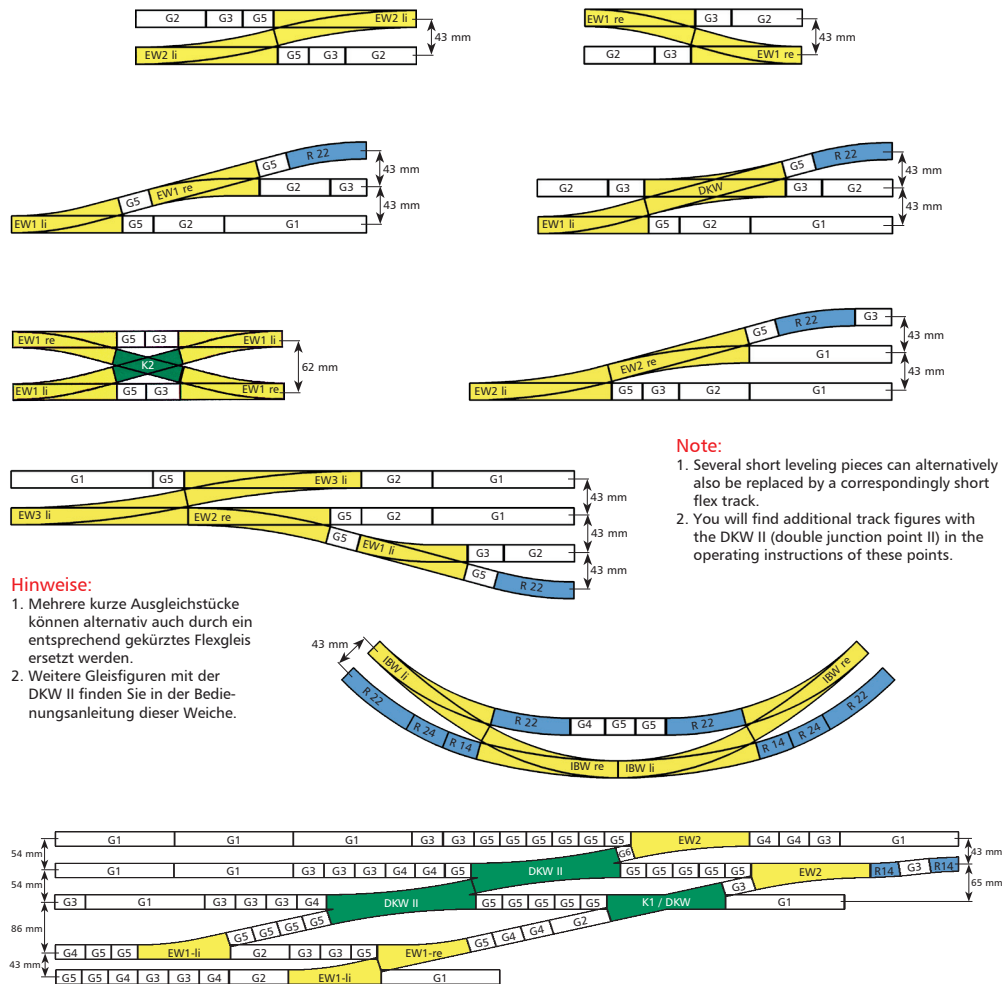 G2 G3 G5 EW2 li
43 mm
EW2 li G5 G3 G2
EW1 re G3 G2
43 mm
G2 G3 EW1 re
G5 R 22
43 mm
G5 EW1 re G2 G3
43 mm
EW1 li G5 G2 G1
G5 R 22
43 mm
G2 G3 DKW G3 G2
43 mm
EW1 li G5 G2 G1
EW1 re G5 G3 EW1 li
K2
62 mm
EW1 li G5 G3 EW1 re
G5 R 22 G3
43 mm
EW2 re G1
43 mm
EW2 li G5 G3 G2 G1
G1 G5 EW3 li G2 G1
43 mm
EW3 li EW2 re G5 G2 G1
43 mm
G5 EW1 li G3 G2
43 mm
G5 R 22
Note:
1. Several short leveling pieces can alternatively
also be replaced by a correspondingly short
flex track.
2. You will find additional track figures with
the DKW II (double junction point II) in the
operating instructions of these points.
Hinweise:
1. Mehrere kurze Ausgleichstücke
können alternativ auch durch ein
entsprechend gekürztes Flexgleis
ersetzt werden.
2. Weitere Gleisfiguren mit der
DKW II finden Sie in der Bedie-
nungsanleitung dieser Weiche.
43 mm
IBW li IBW re
R 22 G4 G5 G5 R 22
R 22 R 24 R 14 IBW re IBW li R 14 R 24 R 22
G1 G1 G1 G3 G3 G5 G5 G5 G5 G5 G5 EW2 G4 G4 G3 G1
54 mm
43 mm
G6
G1 G1 G3 G3 G4 G4 G5 DKW II G5 G5 G5 G5 G5 EW2 R14 G3 R14
54 mm
65 mm
G3
G3 G1 G3 G3 G3 G4 DKW II G5 G5 G5 G5 G5 K1 / DKW G1
86 mm
G5 G5 G5 G5
G5 G4 G4 G2
G4 G5 G5 EW1-li G2 G3 G3 G5 EW1-re
43 mm
G5 G5 G4 G3 G3 G4 G2 EW1-li G1